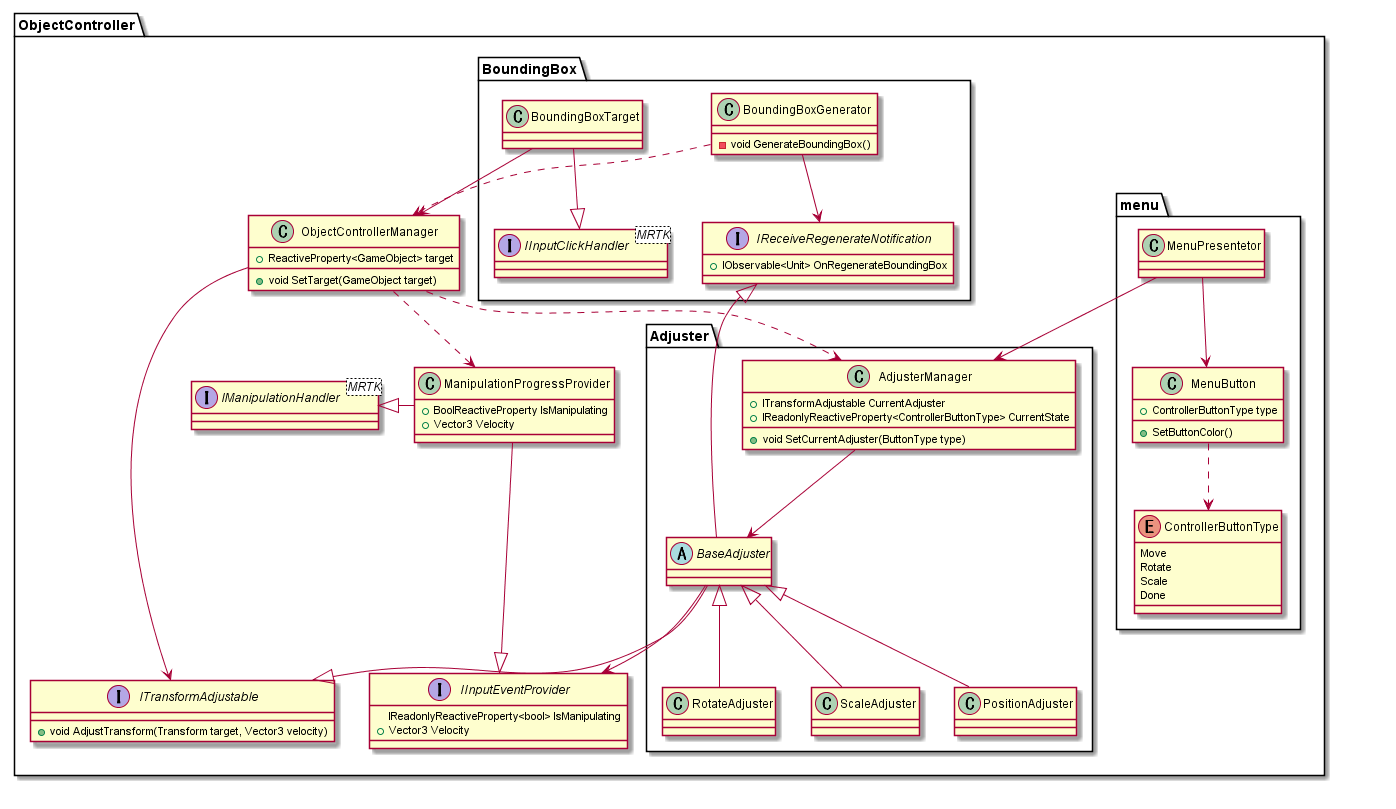 ObjectController
BoundingBox
C BoundingBoxTarget
C BoundingBoxGenerator
void GenerateBoundingBox()
menu
C ObjectControllerManager
ReactiveProperty<GameObject> target
void SetTarget(GameObject target)
I IInputClickHandler
MRTK
I IReceiveRegenerateNotification
IObservable<Unit> OnRegenerateBoundingBox
C MenuPresentetor
Adjuster
I IManipulationHandler
MRTK
C ManipulationProgressProvider
BoolReactiveProperty IsManipulating
Vector3 Velocity
C AdjusterManager
ITransformAdjustable CurrentAdjuster
IReadonlyReactiveProperty<ControllerButtonType> CurrentState
void SetCurrentAdjuster(ButtonType type)
C MenuButton
ControllerButtonType type
SetButtonColor()
A BaseAdjuster
E ControllerButtonType
Move
Rotate
Scale
Done
I ITransformAdjustable
void AdjustTransform(Transform target, Vector3 velocity)
I IInputEventProvider
IReadonlyReactiveProperty<bool> IsManipulating
Vector3 Velocity
C RotateAdjuster
C ScaleAdjuster
C PositionAdjuster